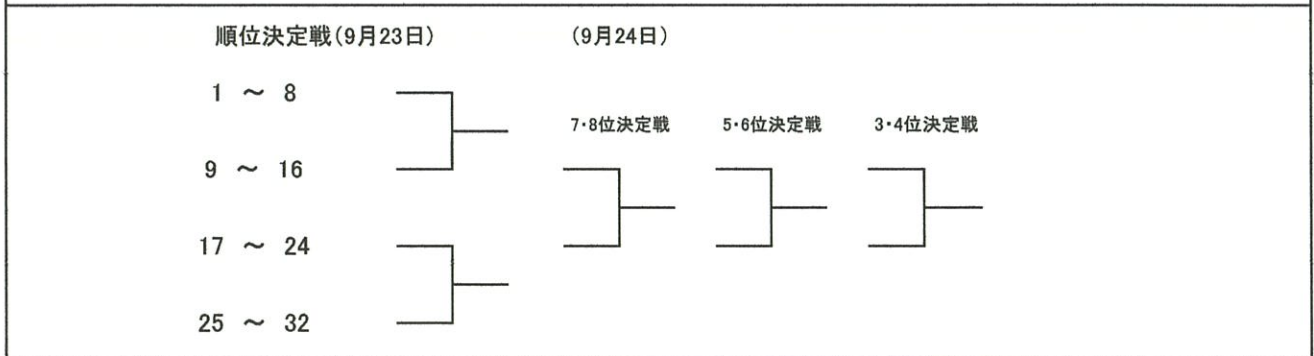 順位決定戦(9月23日)
(9月24日)
1 ～ 8
7・8位決定戦
5・6位決定戦
3・4位決定戦
9 ～ 16
17 ～ 24
25 ～ 32